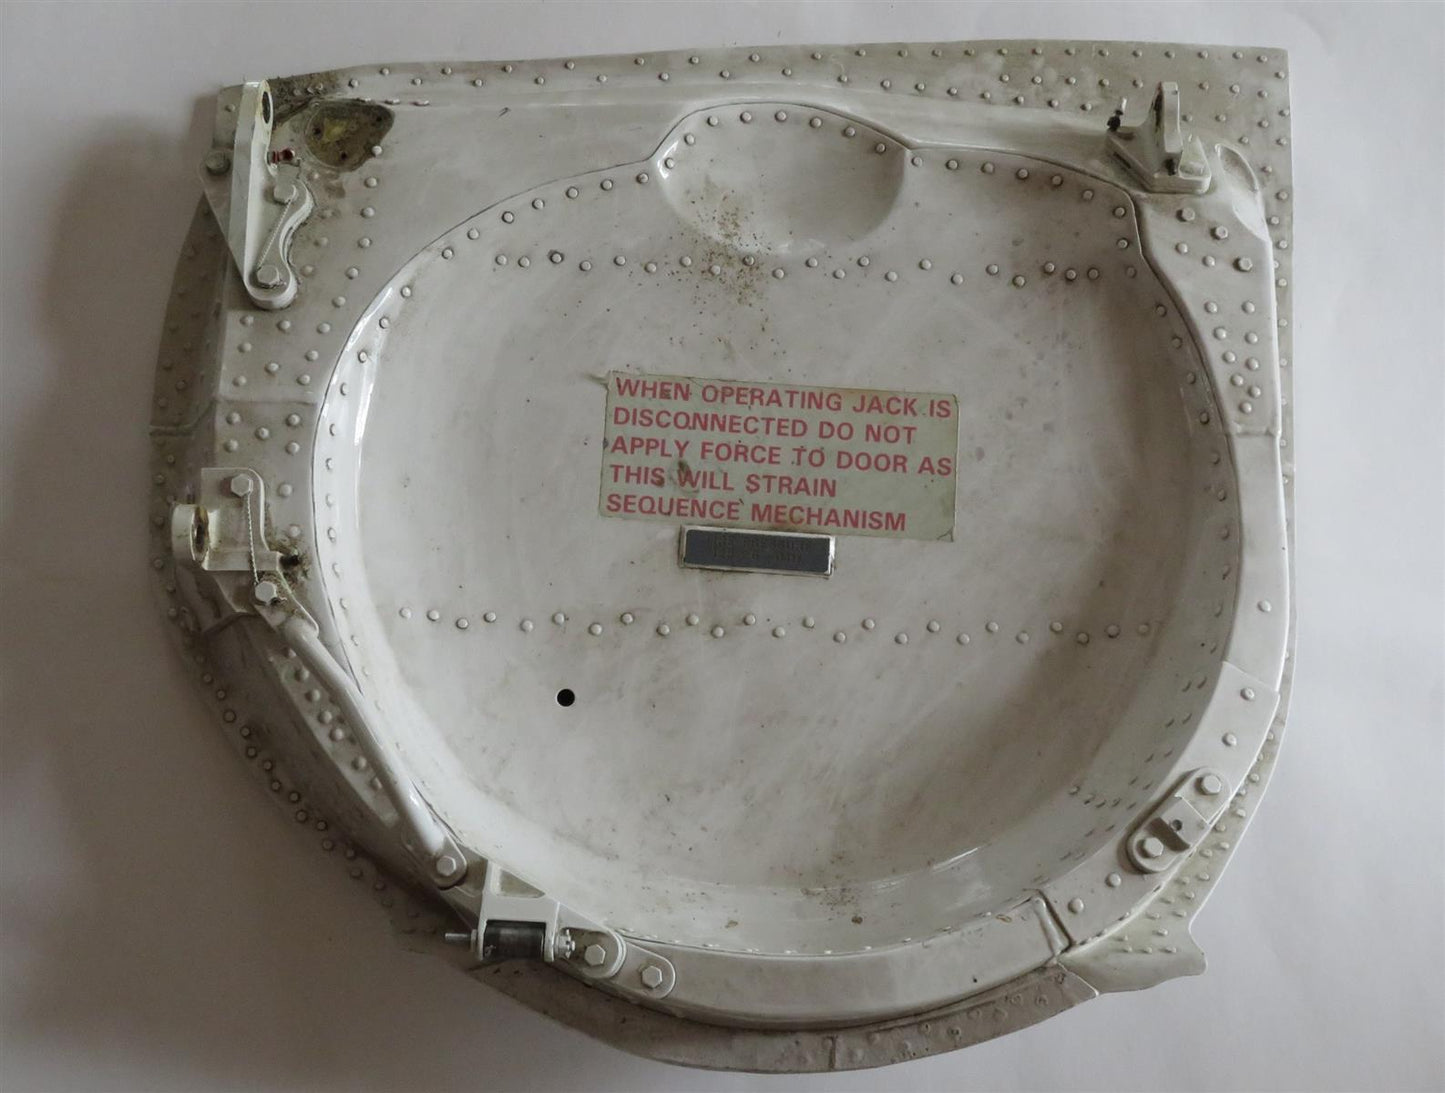 WHEN OPERATING JACK IS
DISCONNECTED DO NOT
APPLY FORCE TO DOOR AS
THIS WILL STRAIN
SEQUENCE MECHANISM